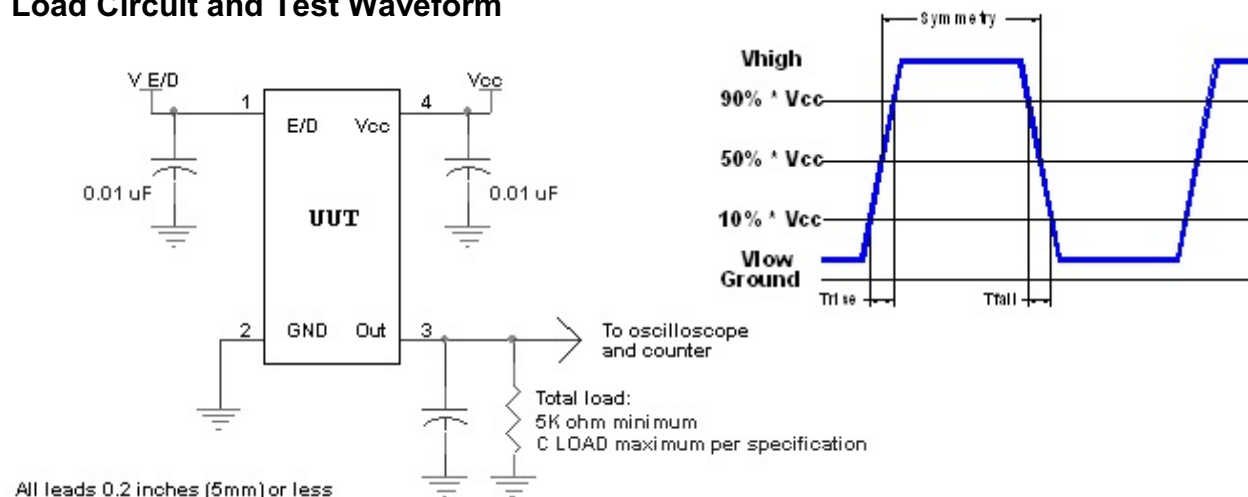 Load Circuit and Test Waveform
V E/D
Vcc
1
4
E/D
Vcc
0.01 uF
0.01 uF
UUT
2
GND
Out
3
To oscilloscope
and counter
Total load:
5K ohm minimum
C LOAD maximum per specification
All leads 0.2 inches (5mm) or less
Symmetry
Vhigh
90% * Vcc
50% * Vcc
10% * Vcc
Vlow
Ground
Trise
Tfall